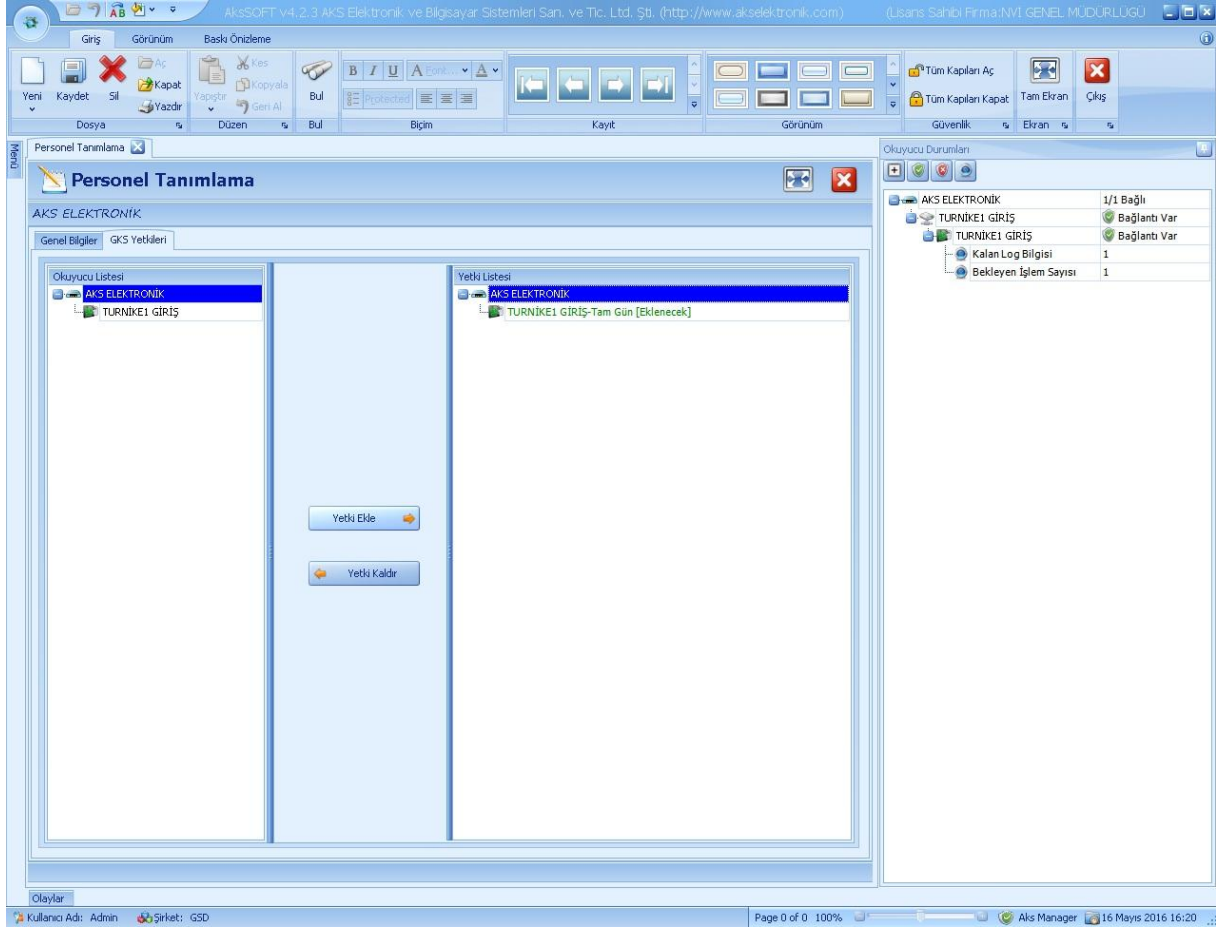 AksSOFT v4.2.3 AKS Elektronik ve Bilgisayar Sistemleri San. ve Tic. Ltd. Şti. (http://www.akselektronik.com) (Lisans Sahibi Firma:NVİ GENEL MÜDÜRLÜĞÜ
Giriş Görünüm Baskı Önizleme
Yeni Kaydet Sil Aç Kapat Yazdır
Yapıştır Kes Kopyala Geri Al
Bul
B I U A Font... A
Protected
Tüm Kapıları Aç
Tüm Kapıları Kapat
Tam Ekran Çıkış
Dosya Düzen Bul Biçim Kayıt Görünüm Güvenlik Ekran
Menü
Personel Tanımlama
Personel Tanımlama
AKS ELEKTRONİK
Genel Bilgiler GKS Yetkileri
Okuyucu Listesi
AKS ELEKTRONİK
TURNİKE1 GİRİŞ
Yetki Ekle
Yetki Kaldır
Yetki Listesi
AKS ELEKTRONİK
TURNİKE1 GİRİŞ-Tam Gün [Eklenecek]
Okuyucu Durumları
AKS ELEKTRONİK 1/1 Bağlı
TURNİKE1 GİRİŞ Bağlantı Var
TURNİKE1 GİRİŞ Bağlantı Var
Kalan Log Bilgisi 1
Bekleyen İşlem Sayısı 1
Olaylar
Kullanıcı Adı: Admin Şirket: GSD Page 0 of 0 100% Aks Manager 16 Mayıs 2016 16:20